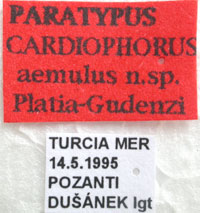 PARATYPUS
CARDIOPHORUS
aemulus n.sp.
Platia-Gudenzi
TURCIA MER
14.5.1995
POZANTI
DUŠÁNEK lgt